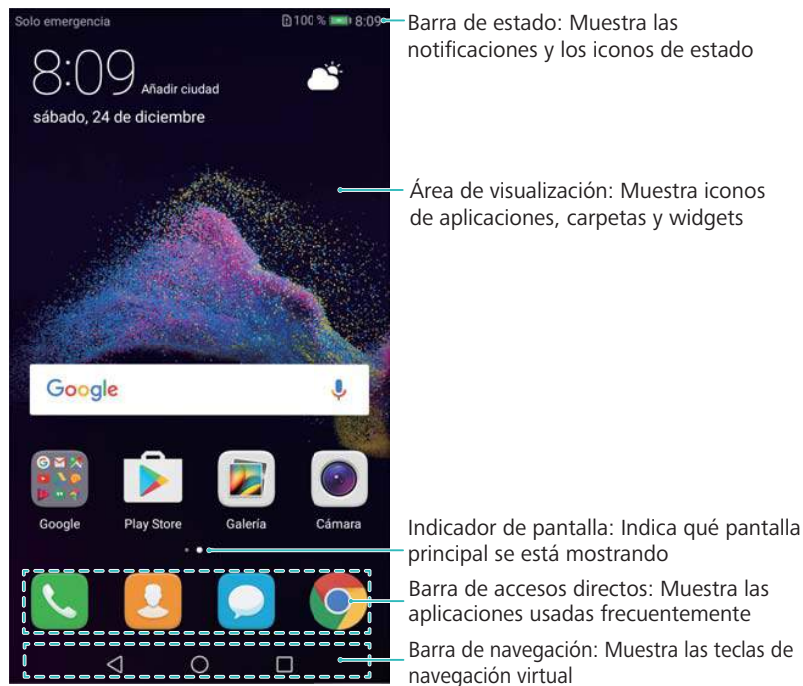 Solo emergencia 100 % 8:09
8:09 Añadir ciudad
sábado, 24 de diciembre
Google
Google Play Store Galería Cámara
Barra de estado: Muestra las
notificaciones y los iconos de estado
Área de visualización: Muestra iconos
de aplicaciones, carpetas y widgets
Indicador de pantalla: Indica qué pantalla
principal se está mostrando
Barra de accesos directos: Muestra las
aplicaciones usadas frecuentemente
Barra de navegación: Muestra las teclas de
navegación virtual